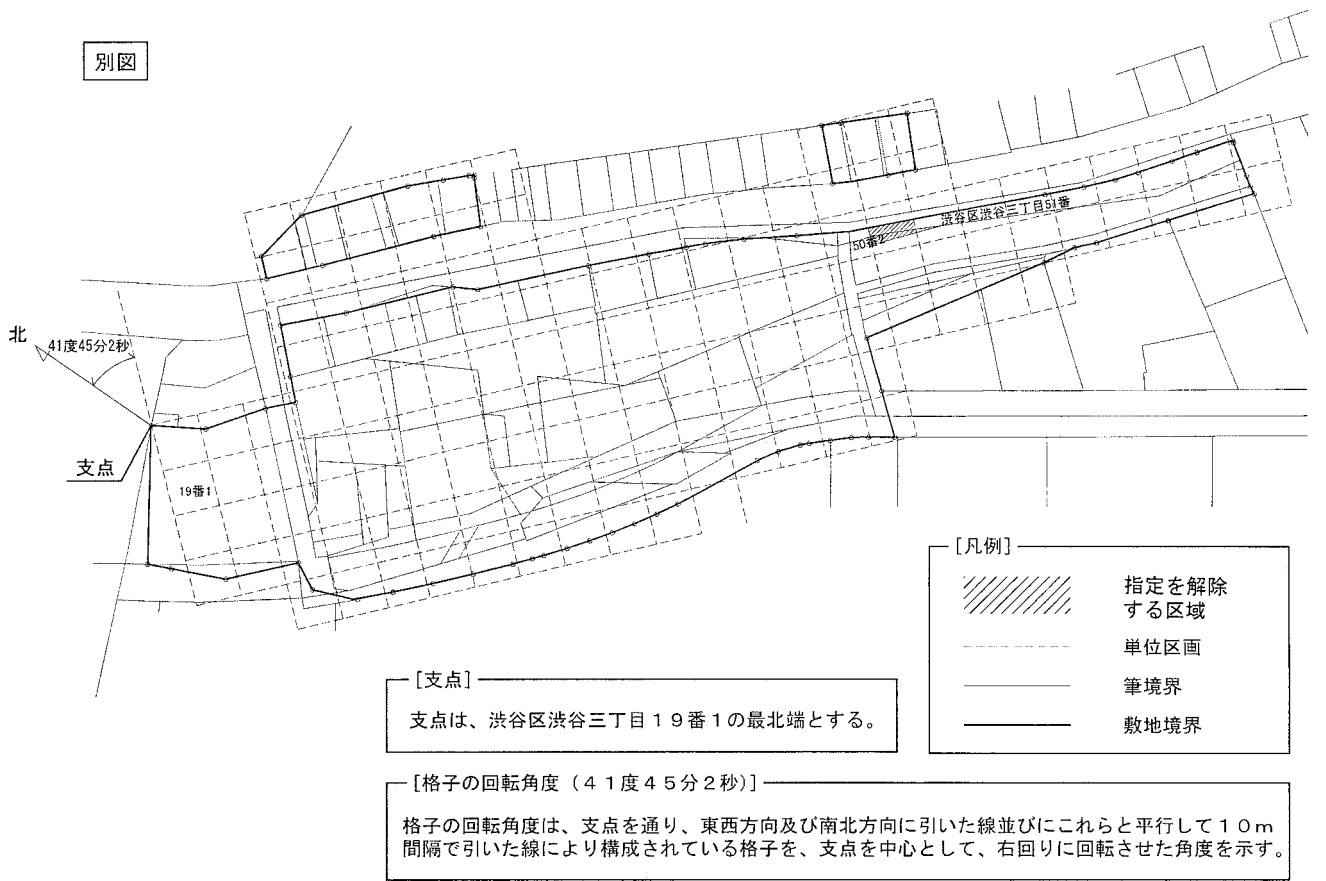 別図
渋谷区渋谷三丁目51番
50番2
北
41度45分2秒
支点
19番1
[凡例]
指定を解除
する区域
単位区画
筆境界
敷地境界
[支点]
支点は、渋谷区渋谷三丁目19番1の最北端とする。
[格子の回転角度（41度45分2秒）]
格子の回転角度は、支点を通り、東西方向及び南北方向に引いた線並びにこれらと平行して10m
間隔で引いた線により構成されている格子を、支点を中心として、右回りに回転させた角度を示す。